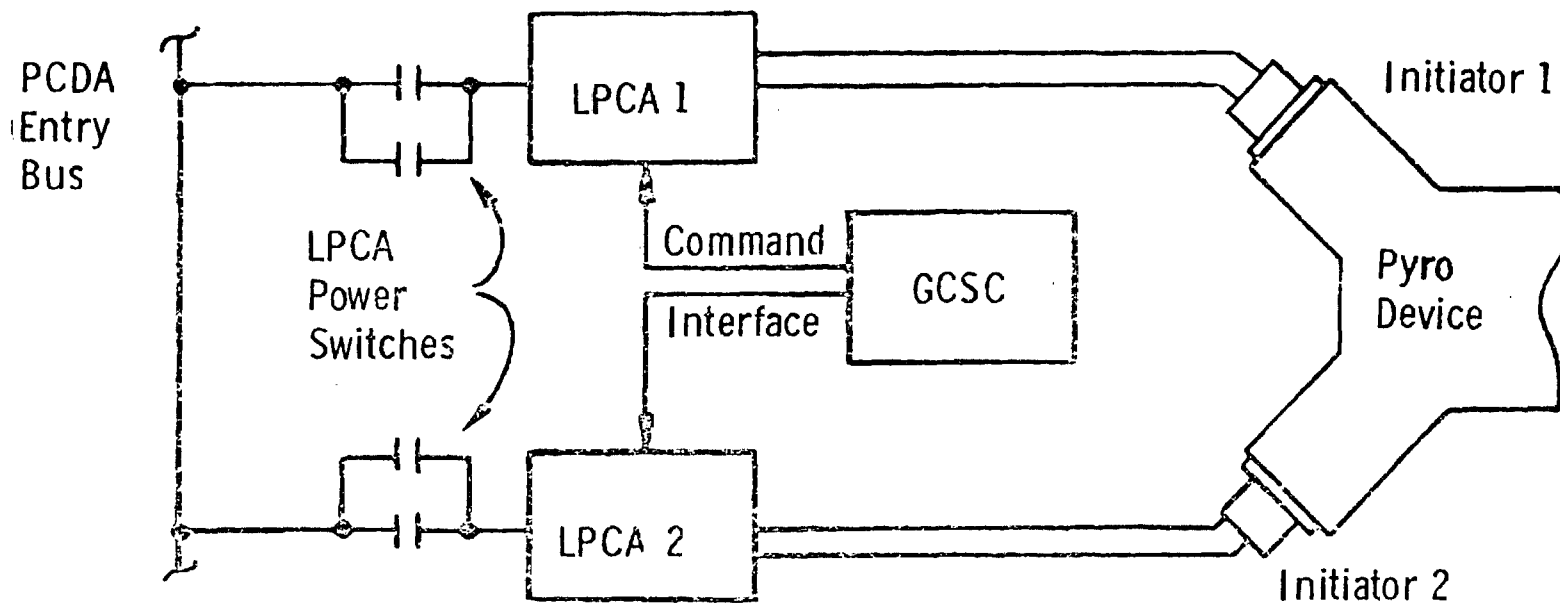 PCDA
Entry
Bus
LPCA 1
Initiator 1
LPCA
Power
Switches
Command
Interface
GCSC
Pyro
Device
LPCA 2
Initiator 2